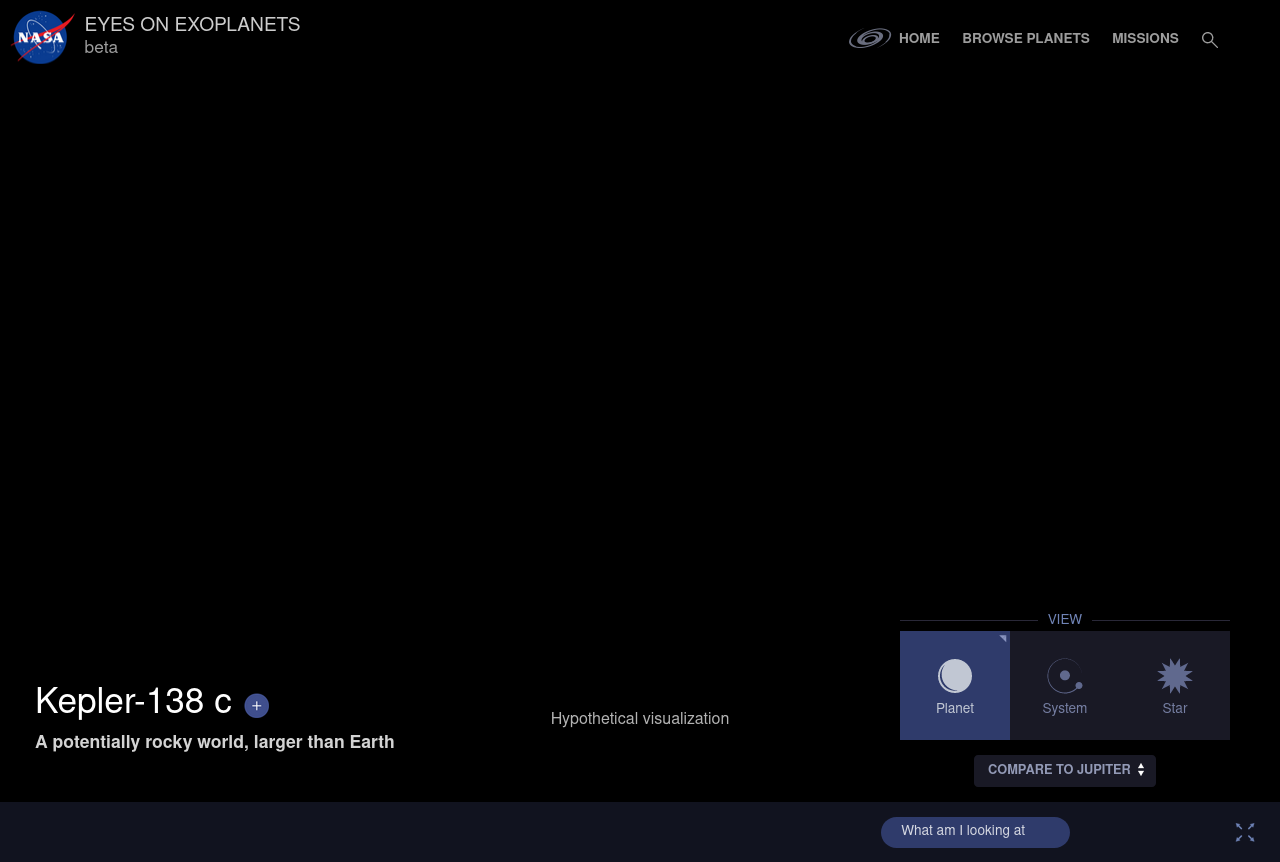 NASA
EYES ON EXOPLANETS
beta
HOME
BROWSE PLANETS
MISSIONS
VIEW
Planet
System
Star
Kepler-138 c +
A potentially rocky world, larger than Earth
Hypothetical visualization
COMPARE TO JUPITER
What am I looking at